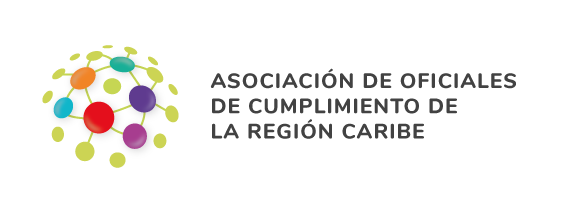 ASOCIACIÓN DE OFICIALES
DE CUMPLIMIENTO DE
LA REGIÓN CARIBE